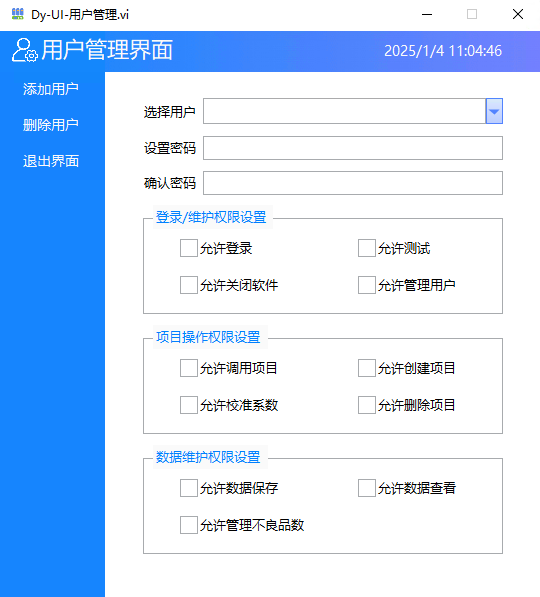 Dy-UI-用户管理.vi
用户管理界面
2025/1/4 11:04:46
添加用户
删除用户
退出界面
选择用户
设置密码
确认密码
登录/维护权限设置
允许登录
允许测试
允许关闭软件
允许管理用户
项目操作权限设置
允许调用项目
允许创建项目
允许校准系数
允许删除项目
数据维护权限设置
允许数据保存
允许数据查看
允许管理不良品数